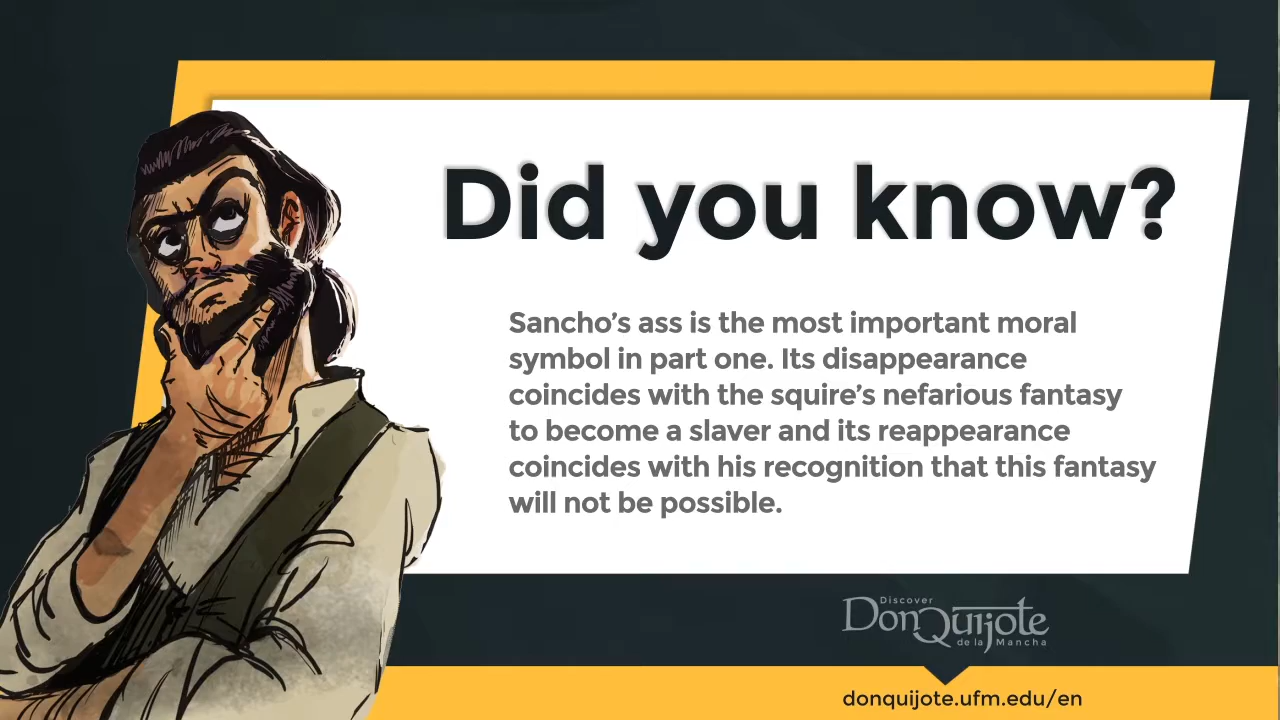 Did you know?
Sancho’s ass is the most important moral
symbol in part one. Its disappearance
coincides with the squire’s nefarious fantasy
to become a slaver and its reappearance
coincides with his recognition that this fantasy
will not be possible.
Discover
DonQuijote
de la Mancha
donquijote.ufm.edu/en